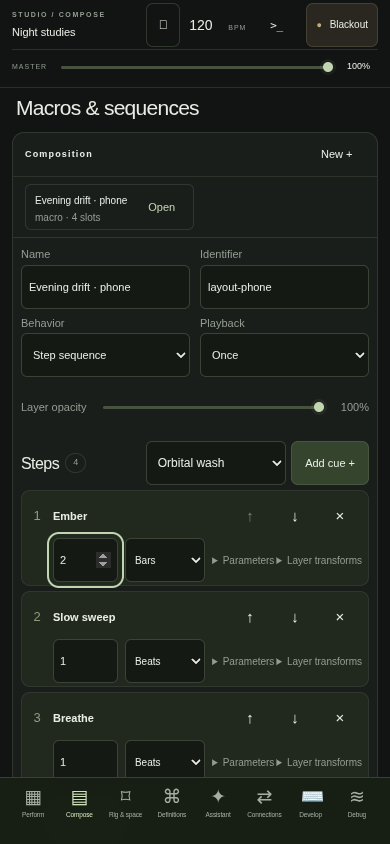 STUDIO / COMPOSE
Night studies
120 BPM >_ Blackout
MASTER 100%
Macros & sequences
Composition New +
Evening drift · phone
macro · 4 slots
Open
Name Identifier
Evening drift · phone layout-phone
Behavior Playback
Step sequence Once
Layer opacity 100%
Steps 4 Orbital wash Add cue +
1 Ember ↑ ↓ ×
2 Bars ▶ Parameters ▶ Layer transforms
2 Slow sweep ↑ ↓ ×
1 Beats ▶ Parameters ▶ Layer transforms
3 Breathe ↑ ↓ ×
1 Beats ▶ Parameters ▶ Layer transforms
Perform Compose Rig & space Definitions Assistant Connections Develop Debug